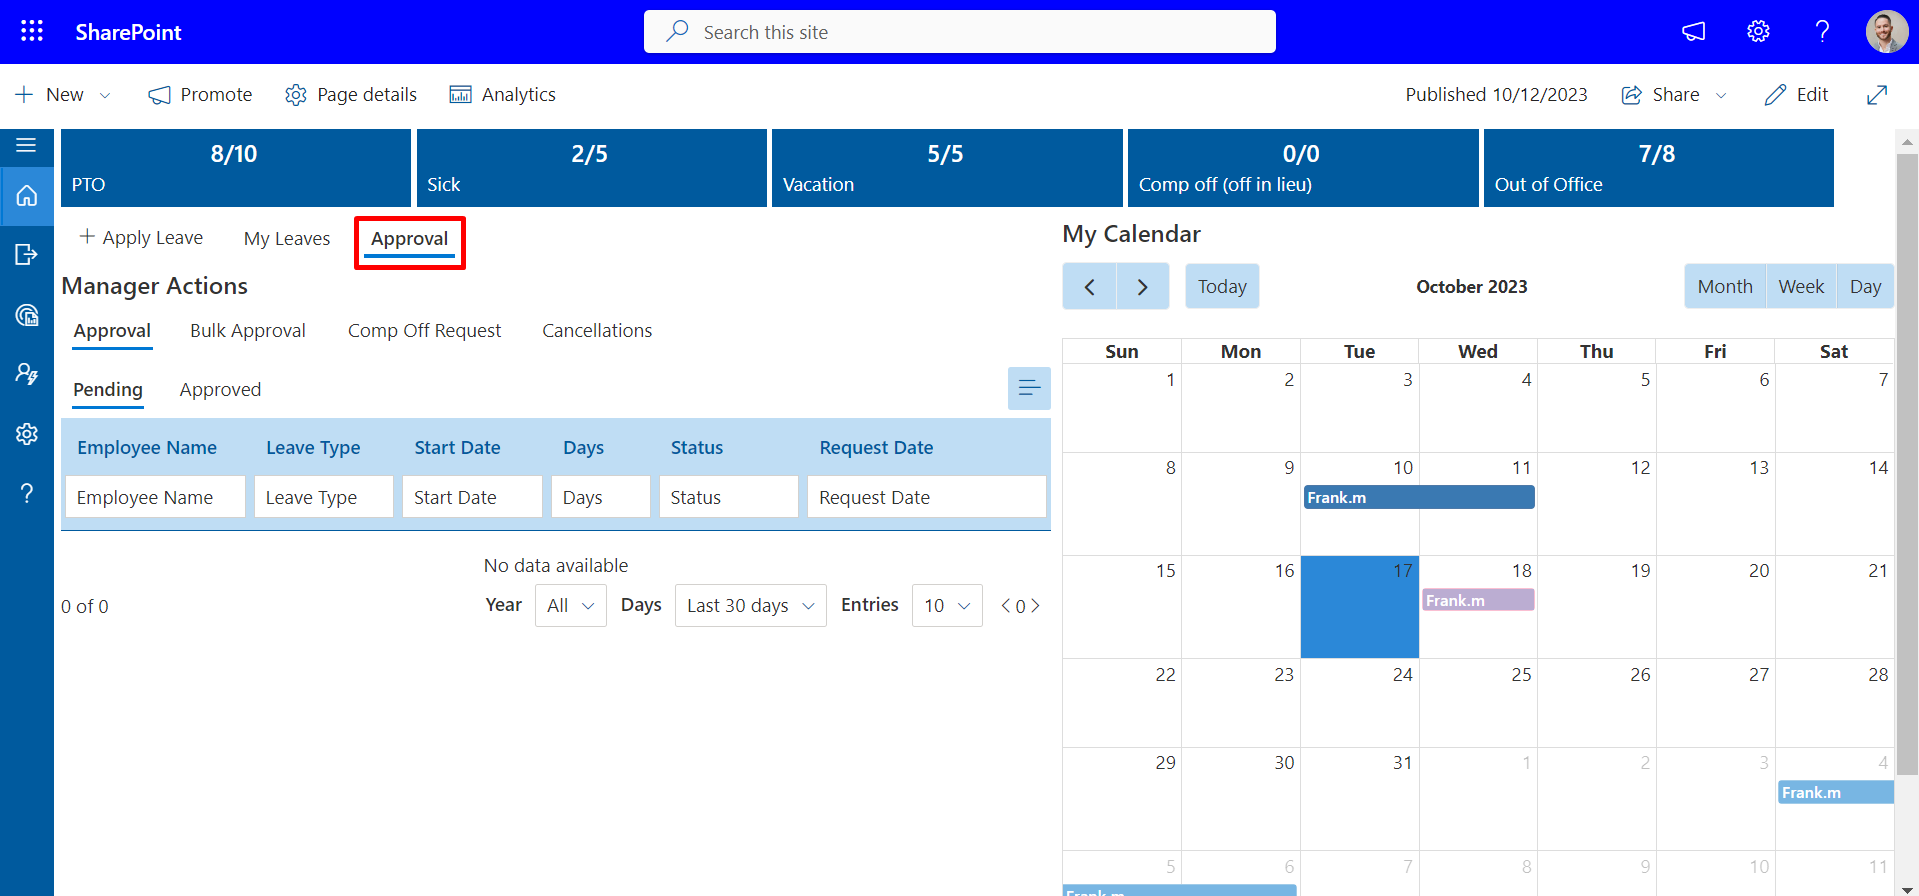 SharePoint
Search this site
New
Promote
Page details
Analytics
Published 10/12/2023
Share
Edit
8/10
PTO
2/5
Sick
5/5
Vacation
0/0
Comp off (off in lieu)
7/8
Out of Office
Apply Leave
My Leaves
Approval
Manager Actions
Approval
Bulk Approval
Comp Off Request
Cancellations
Pending
Approved
Employee Name Leave Type Start Date Days Status Request Date
Employee Name Leave Type Start Date Days Status Request Date
No data available
0 of 0
Year All Days Last 30 days Entries 10 < 0 >
My Calendar
Today
October 2023
Month Week Day
Sun Mon Tue Wed Thu Fri Sat
1 2 3 4 5 6 7
8 9 10 11 12 13 14
Frank.m
15 16 17 18 19 20 21
Frank.m
22 23 24 25 26 27 28
29 30 31 1 2 3 4
Frank.m
5 6 7 8 9 10 11
Frank.m